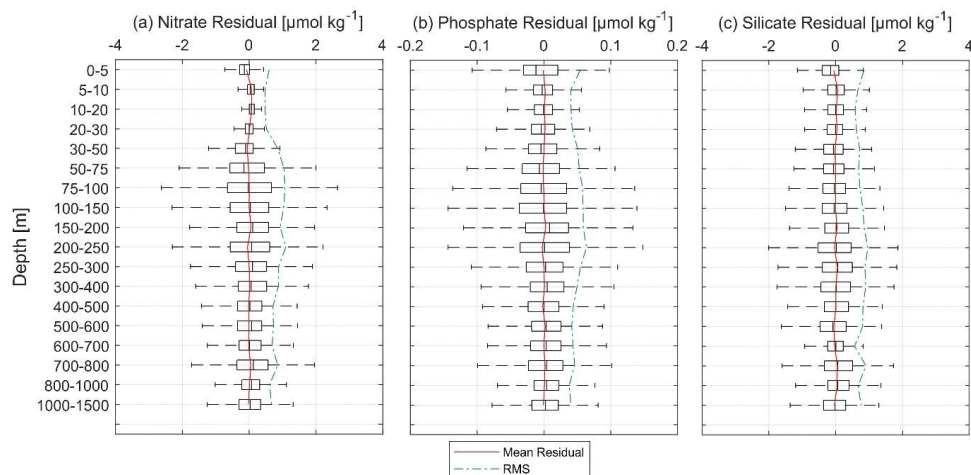 (a) Nitrate Residual [µmol kg⁻¹]
-4 -2 0 2 4
(b) Phosphate Residual [µmol kg⁻¹]
-0.2 -0.1 0 0.1 0.2
(c) Silicate Residual [µmol kg⁻¹]
-4 -2 0 2 4
Depth [m]
0-5
5-10
10-20
20-30
30-50
50-75
75-100
100-150
150-200
200-250
250-300
300-400
400-500
500-600
600-700
700-800
800-1000
1000-1500
Mean Residual
RMS